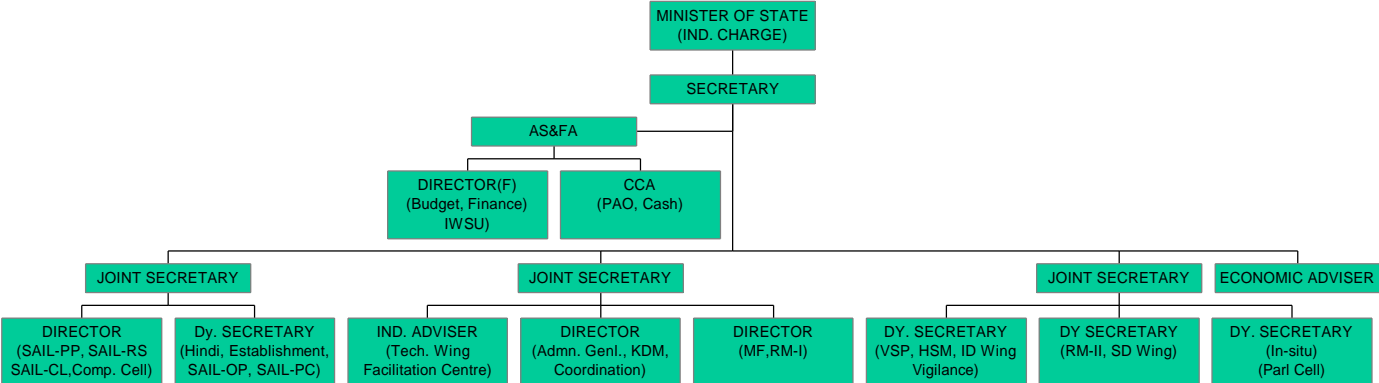 MINISTER OF STATE
(IND. CHARGE)
SECRETARY
AS&FA
DIRECTOR(F)
(Budget, Finance)
IWSU)
CCA
(PAO, Cash)
JOINT SECRETARY
JOINT SECRETARY
JOINT SECRETARY
ECONOMIC ADVISER
DIRECTOR
(SAIL-PP, SAIL-RS
SAIL-CL,Comp. Cell)
Dy. SECRETARY
(Hindi, Establishment,
SAIL-OP, SAIL-PC)
IND. ADVISER
(Tech. Wing
Facilitation Centre)
DIRECTOR
(Admn. Genl., KDM,
Coordination)
DIRECTOR
(MF,RM-I)
DY. SECRETARY
(VSP, HSM, ID Wing
Vigilance)
DY SECRETARY
(RM-II, SD Wing)
DY. SECRETARY
(In-situ)
(Parl Cell)